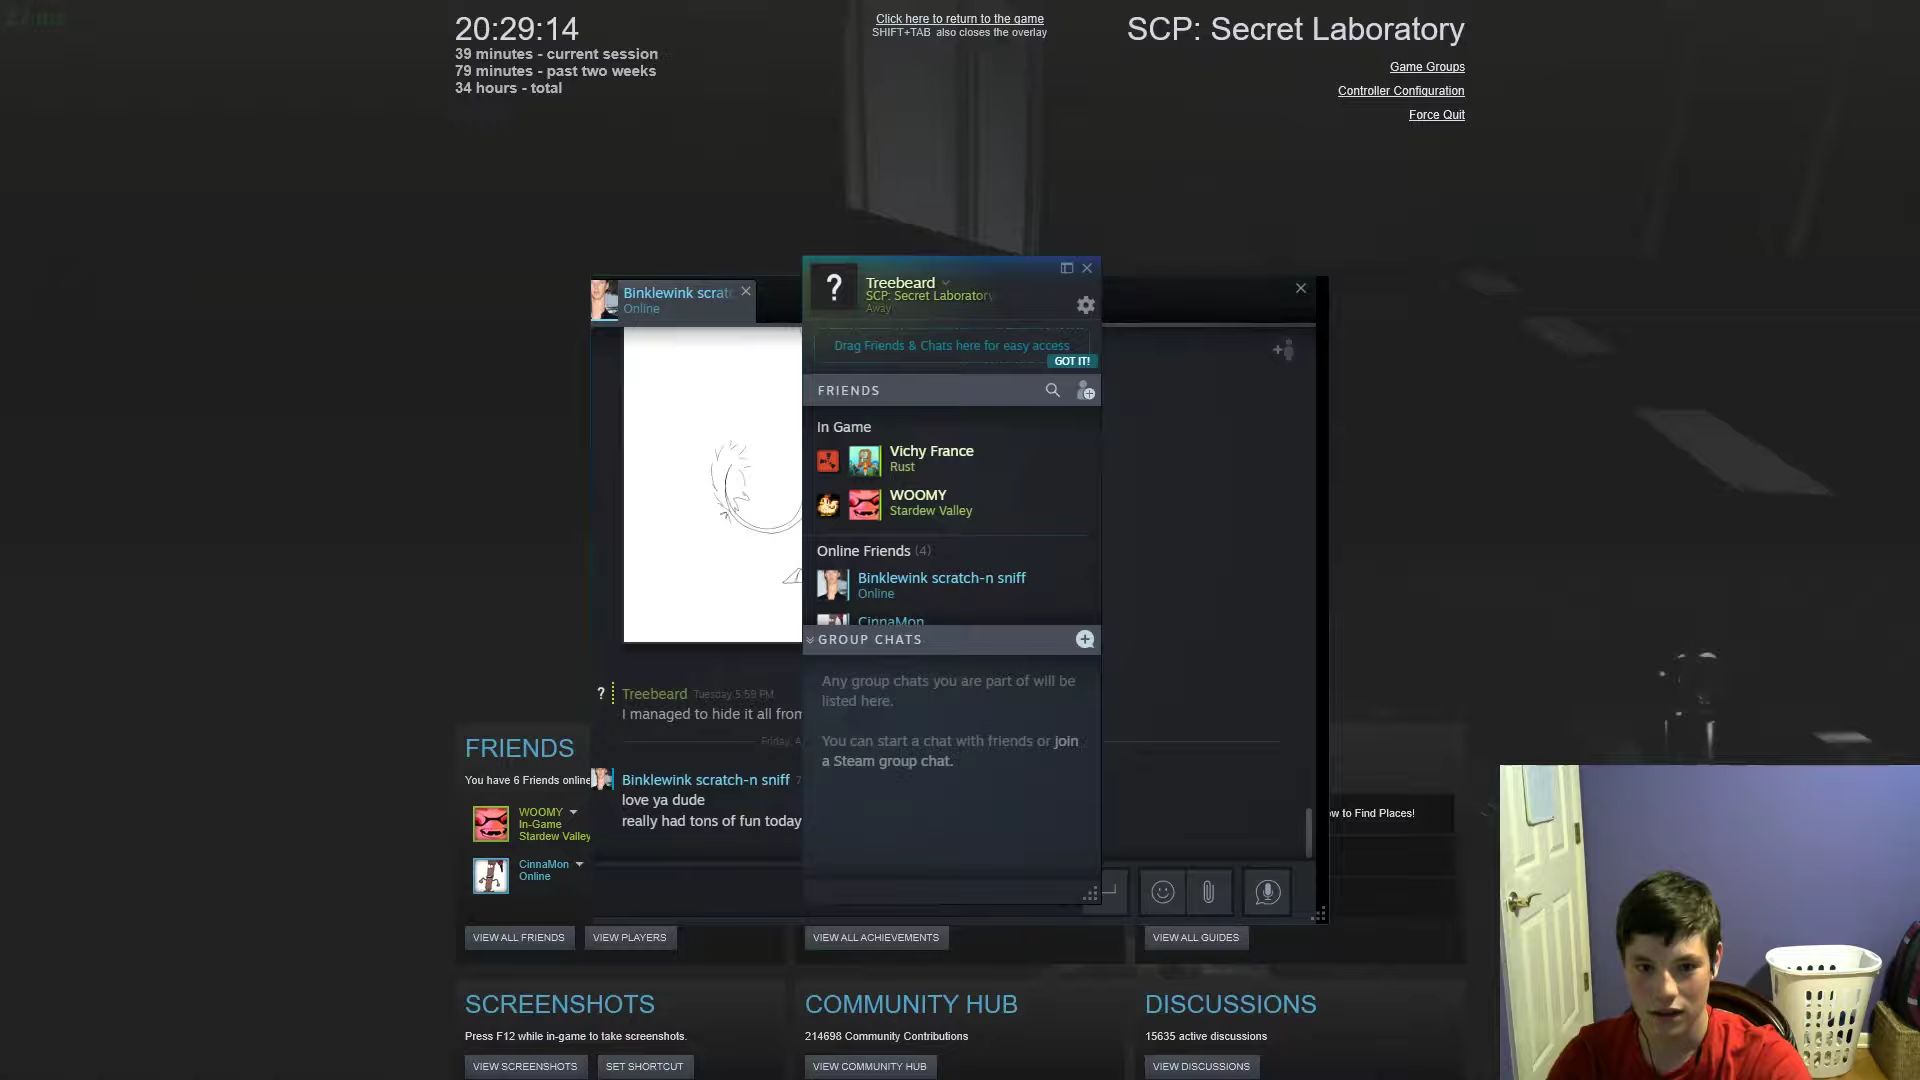 20:29:14
39 minutes - current session
79 minutes - past two weeks
34 hours - total
Click here to return to the game
SHIFT+TAB also closes the overlay
SCP: Secret Laboratory
Game Groups
Controller Configuration
Force Quit
Binklewink scrat
Online
?
Treebeard
SCP: Secret Laboratory
Away
Drag Friends & Chats here for easy access
GOT IT!
FRIENDS
In Game
Vichy France
Rust
WOOMY
Stardew Valley
Online Friends (4)
Binklewink scratch-n sniff
Online
CinnaMon
GROUP CHATS
Any group chats you are part of will be
listed here.
You can start a chat with friends or join
a Steam group chat.
? Treebeard Tuesday 5:59 PM
I managed to hide it all from
Friday, A
Binklewink scratch-n sniff 7
love ya dude
really had tons of fun today
FRIENDS
You have 6 Friends online
WOOMY
In-Game
Stardew Valley
CinnaMon
Online
VIEW ALL FRIENDS
VIEW PLAYERS
VIEW ALL ACHIEVEMENTS
ow to Find Places!
VIEW ALL GUIDES
SCREENSHOTS
Press F12 while in-game to take screenshots.
VIEW SCREENSHOTS
SET SHORTCUT
COMMUNITY HUB
214698 Community Contributions
VIEW COMMUNITY HUB
DISCUSSIONS
15635 active discussions
VIEW DISCUSSIONS